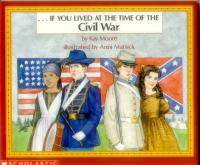 . . . IF YOU LIVED AT THE TIME OF THE
Civil War
by Kay Moore
illustrated by Anni Matsick
SCHOLASTIC